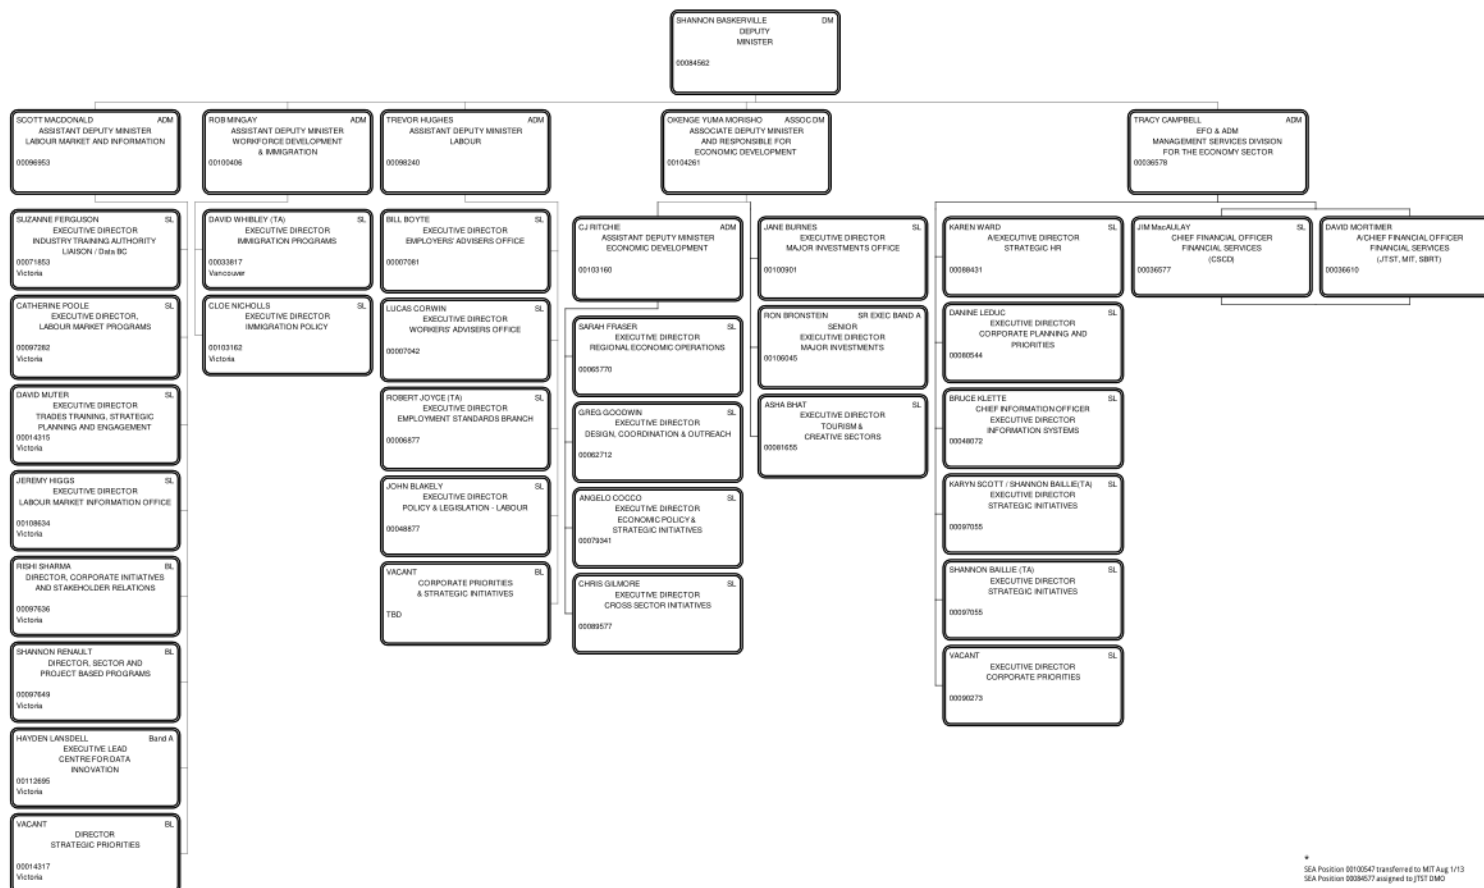 SHANNON BASKERVILLE DM
DEPUTY
MINISTER
00084562
SCOTT MACDONALD ADM
ASSISTANT DEPUTY MINISTER
LABOUR MARKET AND INFORMATION
00096953
ROB MINGAY ADM
ASSISTANT DEPUTY MINISTER
WORKFORCE DEVELOPMENT
& IMMIGRATION
00100406
TREVOR HUGHES ADM
ASSISTANT DEPUTY MINISTER
LABOUR
00098240
OKENGE YUMA MORISHO ASSOC DM
ASSOCIATE DEPUTY MINISTER
AND RESPONSIBLE FOR
ECONOMIC DEVELOPMENT
00104261
TRACY CAMPBELL ADM
EFO & ADM
MANAGEMENT SERVICES DIVISION
FOR THE ECONOMY SECTOR
00036578
SUZANNE FERGUSON SL
EXECUTIVE DIRECTOR
INDUSTRY TRAINING AUTHORITY
LIAISON / Data BC
00071853
Victoria
CATHERINE POOLE SL
EXECUTIVE DIRECTOR,
LABOUR MARKET PROGRAMS
00097282
Victoria
DAVID MUTER SL
EXECUTIVE DIRECTOR
TRADES TRAINING, STRATEGIC
PLANNING AND ENGAGEMENT
00014315
Victoria
JEREMY HIGGS SL
EXECUTIVE DIRECTOR
LABOUR MARKET INFORMATION OFFICE
00108634
Victoria
RISHI SHARMA BL
DIRECTOR, CORPORATE INITIATIVES
AND STAKEHOLDER RELATIONS
00097636
Victoria
SHANNON RENAULT BL
DIRECTOR, SECTOR AND
PROJECT BASED PROGRAMS
00097649
Victoria
HAYDEN LANSDELL Band A
EXECUTIVE LEAD
CENTRE FOR DATA
INNOVATION
00112695
Victoria
VACANT BL
DIRECTOR
STRATEGIC PRIORITIES
00014317
Victoria
DAVID WHIBLEY (TA) SL
EXECUTIVE DIRECTOR
IMMIGRATION PROGRAMS
00033817
Vancouver
CLOE NICHOLLS SL
EXECUTIVE DIRECTOR
IMMIGRATION POLICY
00103162
Victoria
BILL BOYTE SL
EXECUTIVE DIRECTOR
EMPLOYERS' ADVISERS OFFICE
00007081
LUCAS CORWIN SL
EXECUTIVE DIRECTOR
WORKERS' ADVISERS OFFICE
00007042
ROBERT JOYCE (TA) SL
EXECUTIVE DIRECTOR
EMPLOYMENT STANDARDS BRANCH
00006877
JOHN BLAKELY SL
EXECUTIVE DIRECTOR
POLICY & LEGISLATION - LABOUR
00048877
VACANT BL
CORPORATE PRIORITIES
& STRATEGIC INITIATIVES
TBD
CJ RITCHIE ADM
ASSISTANT DEPUTY MINISTER
ECONOMIC DEVELOPMENT
00103160
SARAH FRASER SL
EXECUTIVE DIRECTOR
REGIONAL ECONOMIC OPERATIONS
00065770
GREG GOODWIN SL
EXECUTIVE DIRECTOR
DESIGN, COORDINATION & OUTREACH
00062712
ANGELO COCCO SL
EXECUTIVE DIRECTOR
ECONOMIC POLICY &
STRATEGIC INITIATIVES
00079341
CHRIS GILMORE SL
EXECUTIVE DIRECTOR
CROSS SECTOR INITIATIVES
00089577
JANE BURNES SL
EXECUTIVE DIRECTOR
MAJOR INVESTMENTS OFFICE
00100901
RON BRONSTEIN SR EXEC BAND A
SENIOR
EXECUTIVE DIRECTOR
MAJOR INVESTMENTS
00106045
ASHA BHAT SL
EXECUTIVE DIRECTOR
TOURISM &
CREATIVE SECTORS
00081655
KAREN WARD SL
A/EXECUTIVE DIRECTOR
STRATEGIC HR
00088431
DANINE LEDUC SL
EXECUTIVE DIRECTOR
CORPORATE PLANNING AND
PRIORITIES
00080544
BRUCE KLETTE SL
CHIEF INFORMATION OFFICER
EXECUTIVE DIRECTOR
INFORMATION SYSTEMS
00048072
KARYN SCOTT / SHANNON BAILLIE(TA) SL
EXECUTIVE DIRECTOR
STRATEGIC INITIATIVES
00097055
SHANNON BAILLIE (TA) SL
EXECUTIVE DIRECTOR
STRATEGIC INITIATIVES
00097055
VACANT SL
EXECUTIVE DIRECTOR
CORPORATE PRIORITIES
00090273
JIM MacAULAY SL
CHIEF FINANCIAL OFFICER
FINANCIAL SERVICES
(CSCD)
00036577
DAVID MORTIMER
A/CHIEF FINANCIAL OFFICER
FINANCIAL SERVICES
(JTST, MIT, SBRT)
00036610
*
SEA Position 00100547 transferred to MIT Aug 1/13
SEA Position 00084577 assigned to JTST DMO